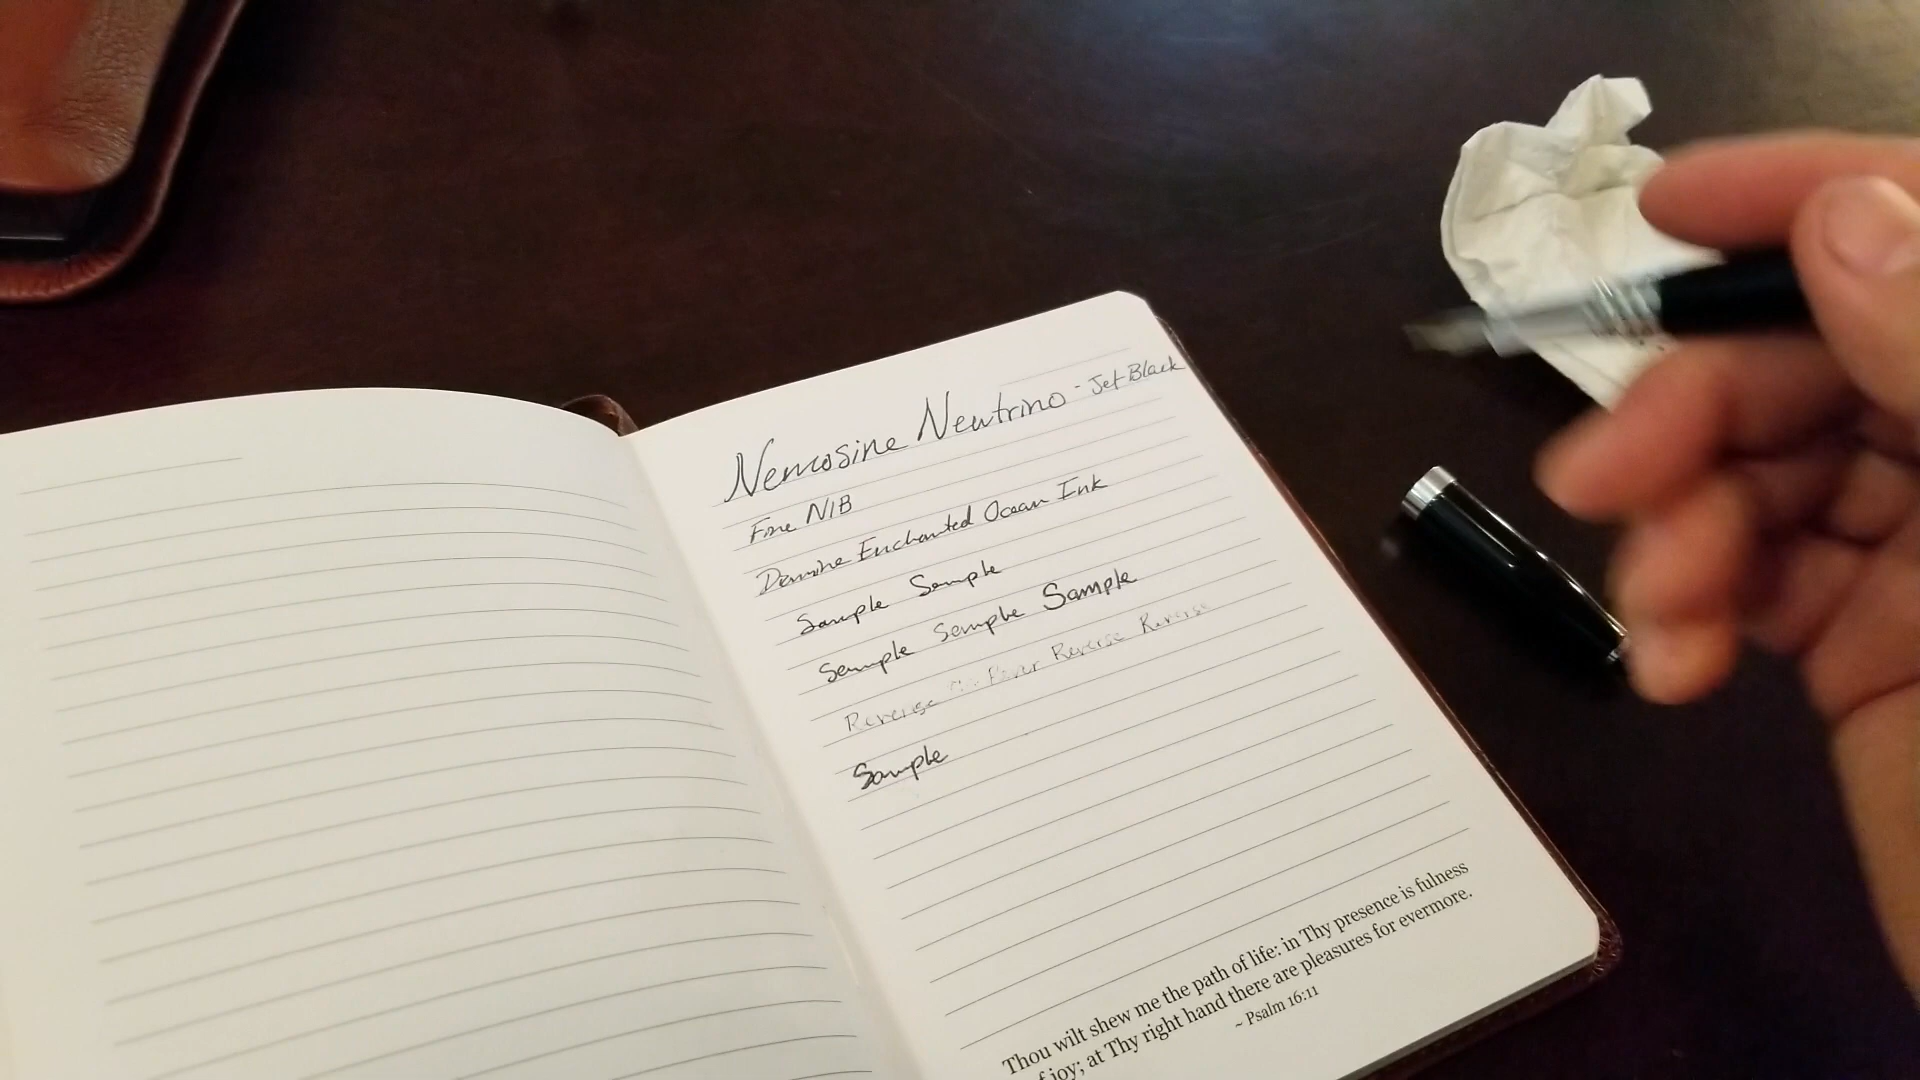 Nemosine Neutrino - Jet Black
Fine NIB
Enchanted Ocean Ink
Sample Sample
Sample Sample Sample
Reverse Reverse Reverse
Sample
Thou wilt shew me the path of life: in Thy presence is fulness
of joy; at Thy right hand there are pleasures for evermore.
~ Psalm 16:11